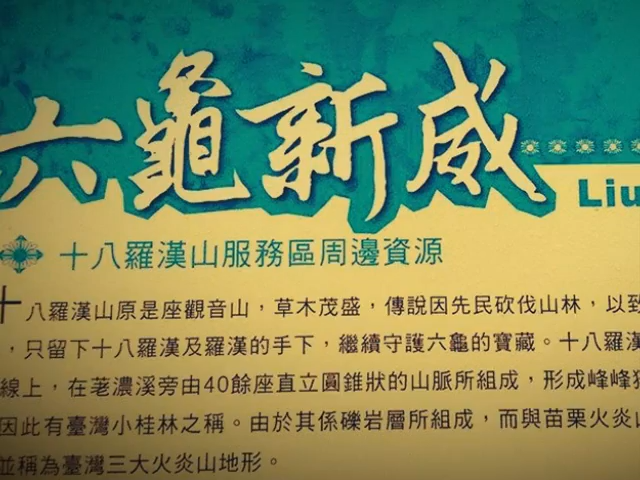 六龜新威
Liu
十八羅漢山服務區周邊資源
十八羅漢山原是座觀音山，草木茂盛，傳說因先民砍伐山林，以致
，只留下十八羅漢及羅漢的手下，繼續守護六龜的寶藏。十八羅漢
線上，在荖濃溪旁由40餘座直立圓錐狀的山脈所組成，形成峰峰
因此有臺灣小桂林之稱。由於其係礫岩層所組成，而與苗栗火炎山
並稱為臺灣三大火炎山地形。